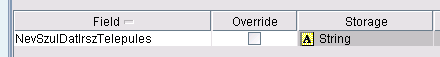 Field Override Storage
NevSzulDatIrszTelepules A String